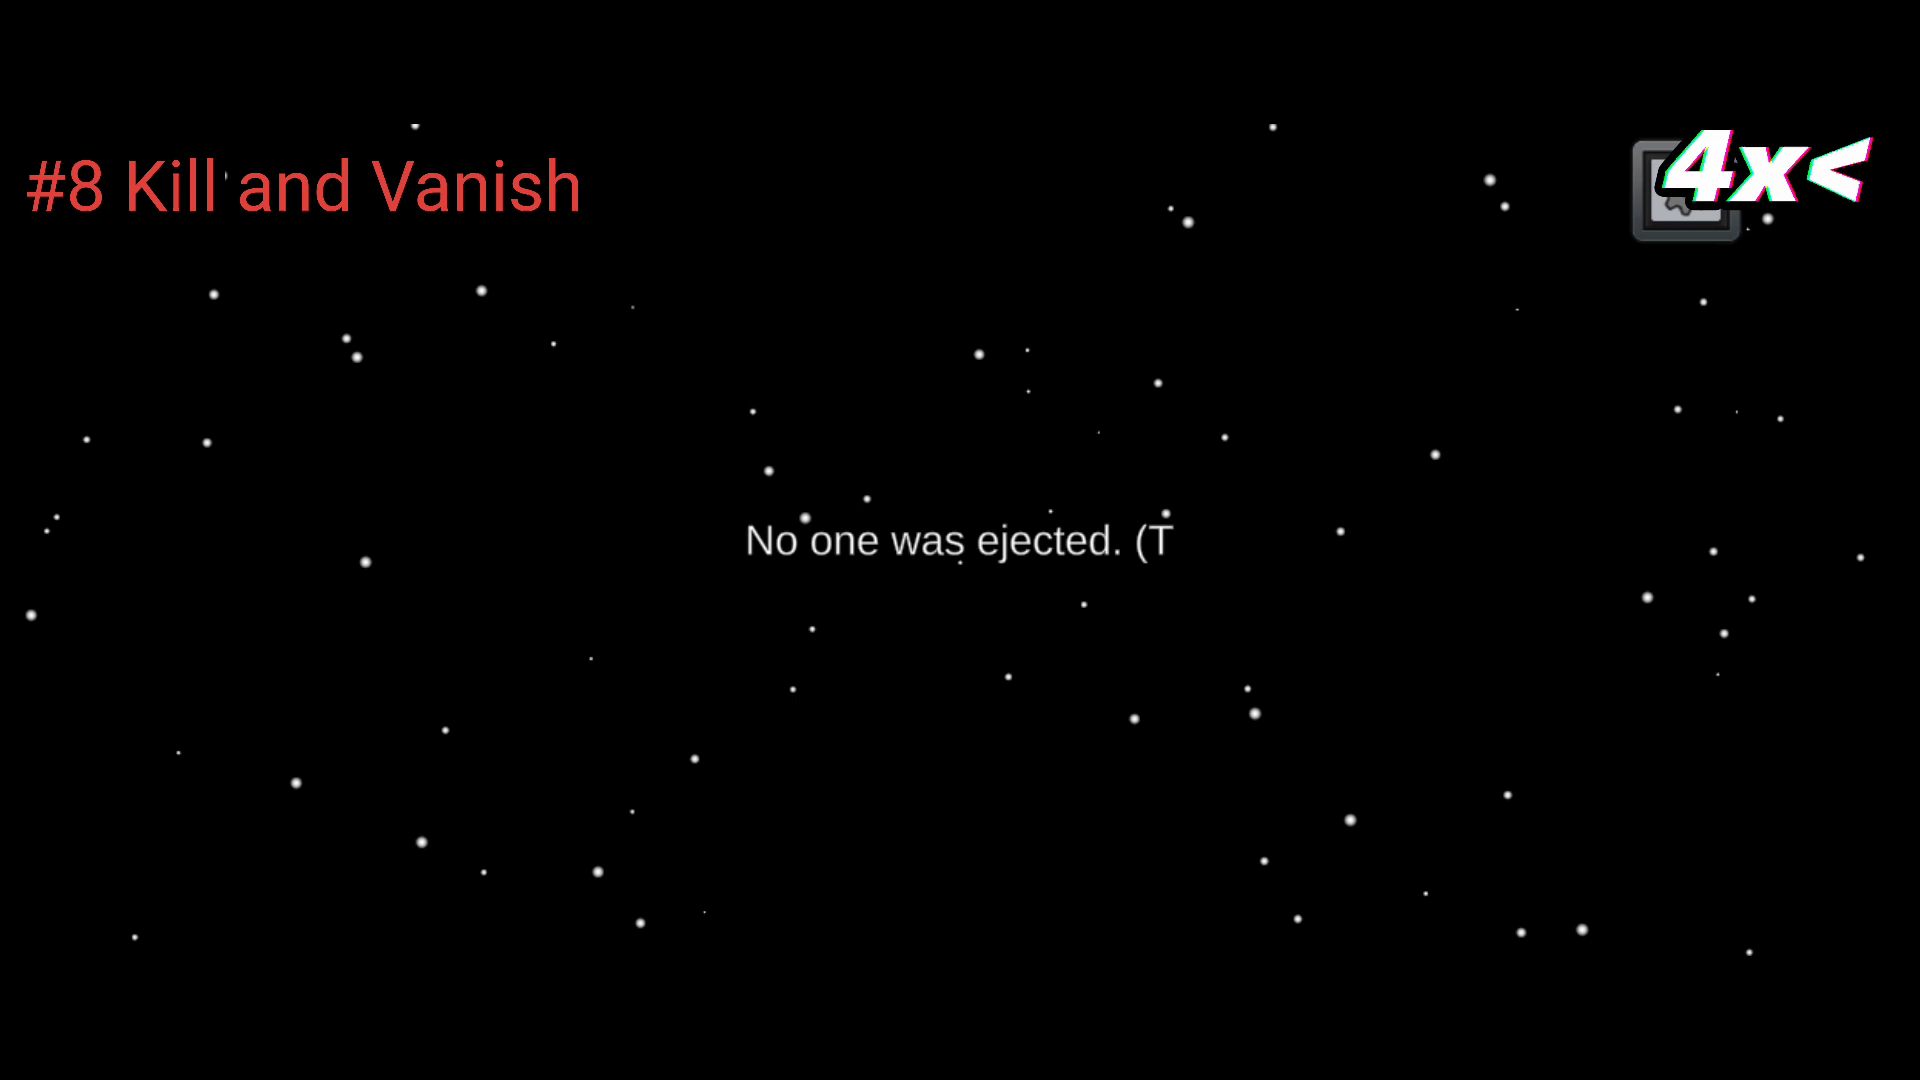 #8 Kill and Vanish
4x<
No one was ejected. (T